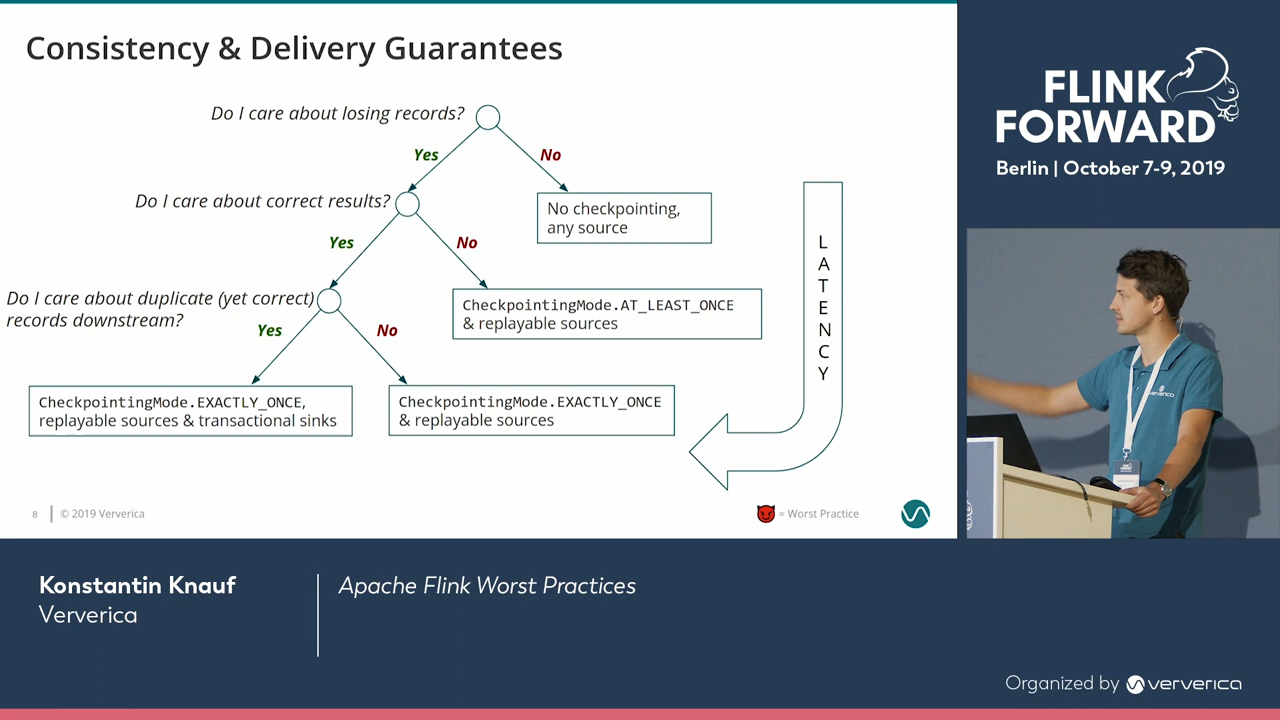 Consistency & Delivery Guarantees
Do I care about losing records?
Yes
No
Do I care about correct results?
No checkpointing,
any source
Yes
No
Do I care about duplicate (yet correct)
records downstream?
CheckpointingMode.AT_LEAST_ONCE
& replayable sources
Yes
No
CheckpointingMode.EXACTLY_ONCE,
replayable sources & transactional sinks
CheckpointingMode.EXACTLY_ONCE
& replayable sources
L
A
T
E
N
C
Y
8
© 2019 Ververica
= Worst Practice
FLINK
FORWARD
Berlin | October 7-9, 2019
ververica
Konstantin Knauf
Ververica
Apache Flink Worst Practices
Organized by ververica